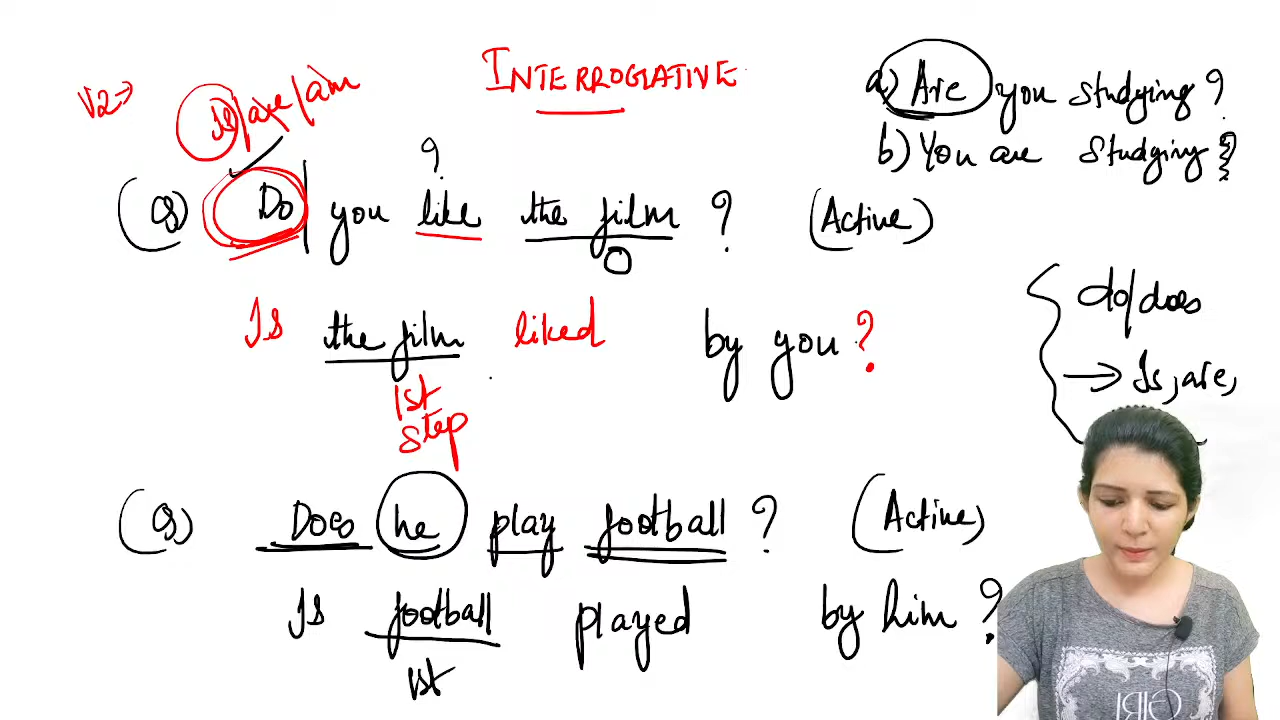 INTERROGATIVE
V2→ Is/are/am
a) Are you studying?
b) You are studying?
?
(Q) Do you like the film? (Active)
O
do/does
→ Is, are,
Is the film liked by you?
1st
step
(Q) Does he play football? (Active)
Is football played by him?
1st